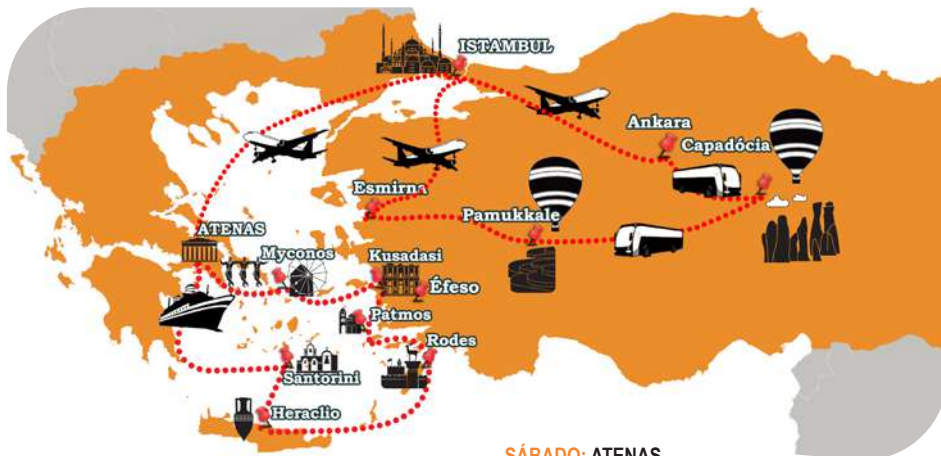 ISTAMBUL
Ankara
Capadócia
Esmirna
Pamukkale
ATENAS
Myconos
Kusadasi
Éfeso
Patmos
Rodes
Santorini
Heraclio
SÁBADO: ATENAS